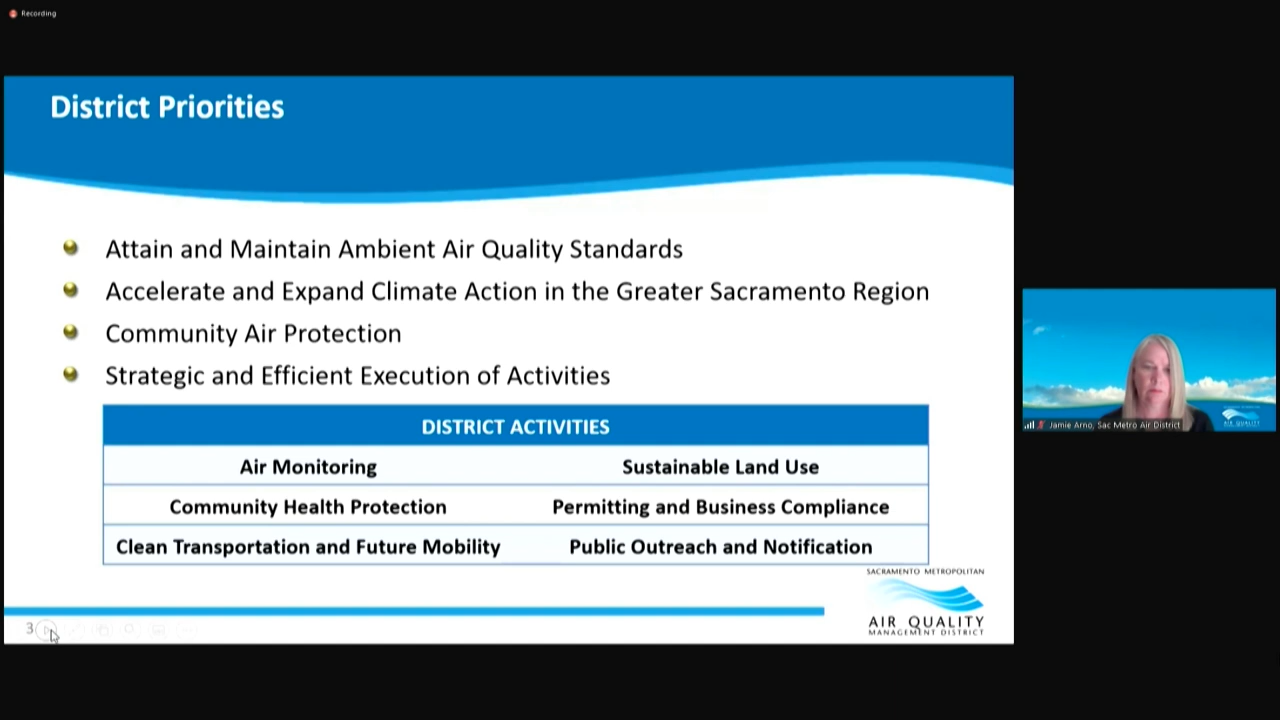 Recording
District Priorities
Attain and Maintain Ambient Air Quality Standards
Accelerate and Expand Climate Action in the Greater Sacramento Region
Community Air Protection
Strategic and Efficient Execution of Activities
DISTRICT ACTIVITIES
Air Monitoring Sustainable Land Use
Community Health Protection Permitting and Business Compliance
Clean Transportation and Future Mobility Public Outreach and Notification
SACRAMENTO METROPOLITAN
AIR QUALITY
MANAGEMENT DISTRICT
3
Jamie Arno, Sac Metro Air District
AIR QUALITY